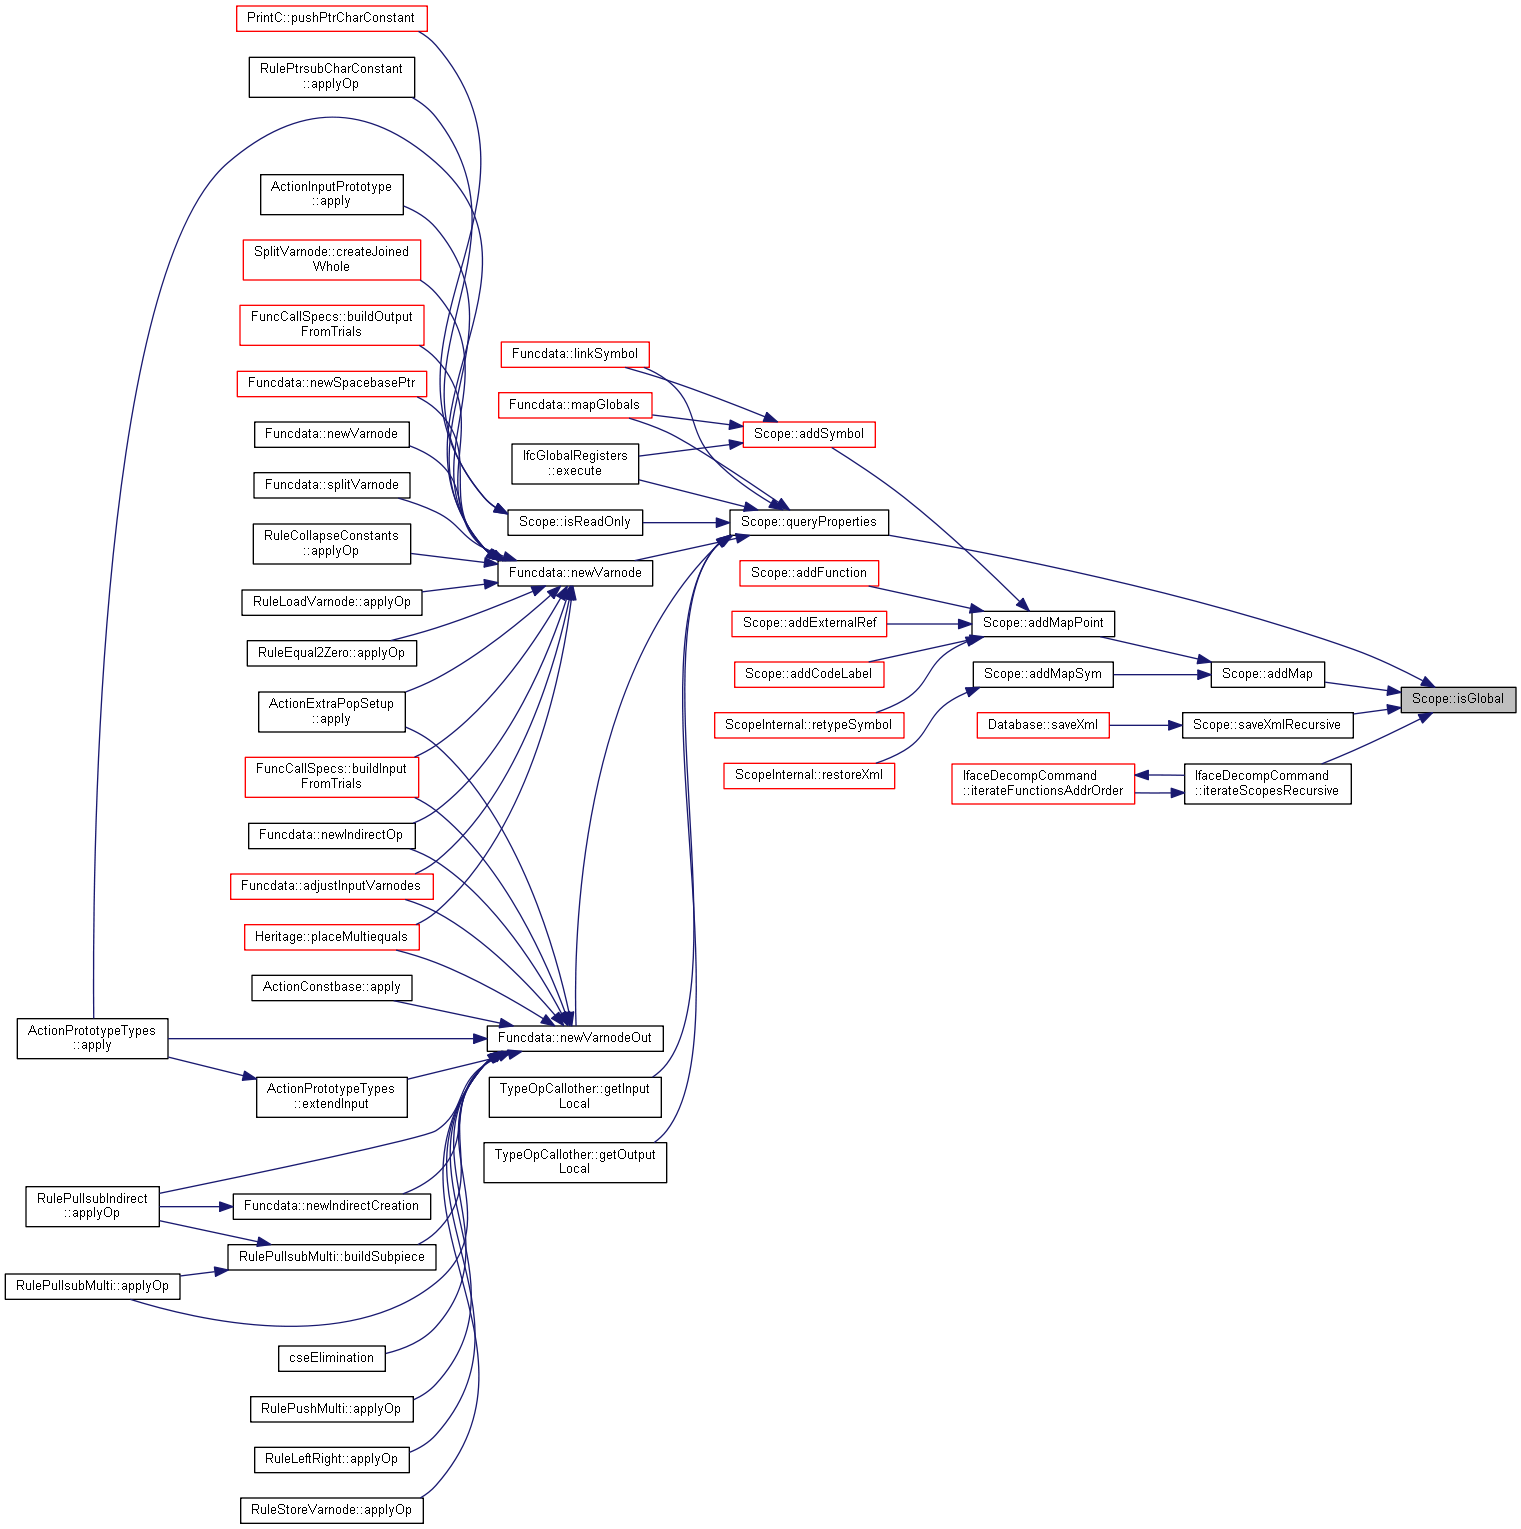 PrintC::pushPtrCharConstant
RulePtrsubCharConstant
::applyOp
ActionInputPrototype
::apply
SplitVarnode::createJoined
Whole
FuncCallSpecs::buildOutput
FromTrials
Funcdata::newSpacebasePtr
Funcdata::newVarnode
Funcdata::splitVarnode
RuleCollapseConstants
::applyOp
RuleLoadVarnode::applyOp
RuleEqual2Zero::applyOp
ActionExtraPopSetup
::apply
FuncCallSpecs::buildInput
FromTrials
Funcdata::newIndirectOp
Funcdata::adjustInputVarnodes
Heritage::placeMultiequals
ActionConstbase::apply
ActionPrototypeTypes
::apply
ActionPrototypeTypes
::extendInput
RulePullsubIndirect
::applyOp
Funcdata::newIndirectCreation
RulePullsubMulti::buildSubpiece
RulePullsubMulti::applyOp
cseElimination
RulePushMulti::applyOp
RuleLeftRight::applyOp
RuleStoreVarnode::applyOp
Funcdata::linkSymbol
Funcdata::mapGlobals
IfcGlobalRegisters
::execute
Scope::isReadOnly
Funcdata::newVarnode
Funcdata::newVarnodeOut
TypeOpCallother::getInput
Local
TypeOpCallother::getOutput
Local
Scope::addSymbol
Scope::queryProperties
Scope::addFunction
Scope::addExternalRef
Scope::addCodeLabel
ScopeInternal::retypeSymbol
ScopeInternal::restoreXml
Scope::addMapPoint
Scope::addMapSym
Database::saveXml
IfaceDecompCommand
::iterateFunctionsAddrOrder
Scope::addMap
Scope::saveXmlRecursive
IfaceDecompCommand
::iterateScopesRecursive
Scope::isGlobal